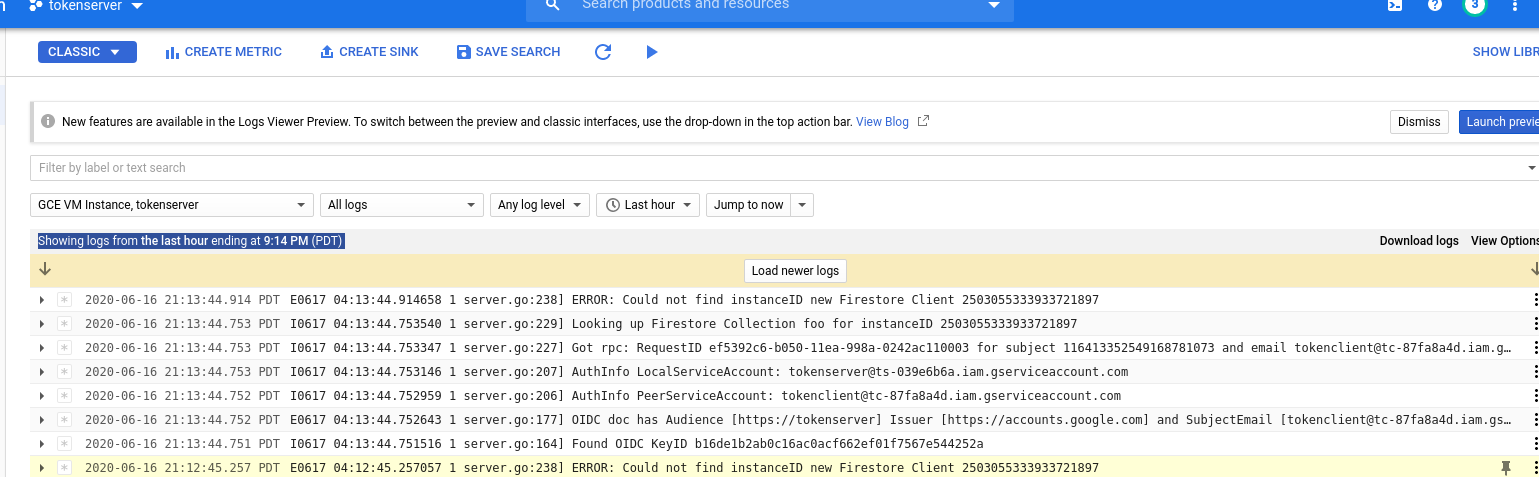 tokenserver Search products and resources 3
CLASSIC CREATE METRIC CREATE SINK SAVE SEARCH SHOW LIBR
New features are available in the Logs Viewer Preview. To switch between the preview and classic interfaces, use the drop-down in the top action bar. View Blog Dismiss Launch previe
Filter by label or text search
GCE VM Instance, tokenserver All logs Any log level Last hour Jump to now
Showing logs from the last hour ending at 9:14 PM (PDT) Download logs View Options
Load newer logs
2020-06-16 21:13:44.914 PDT E0617 04:13:44.914658 1 server.go:238] ERROR: Could not find instanceID new Firestore Client 2503055333933721897
2020-06-16 21:13:44.753 PDT I0617 04:13:44.753540 1 server.go:229] Looking up Firestore Collection foo for instanceID 2503055333933721897
2020-06-16 21:13:44.753 PDT I0617 04:13:44.753347 1 server.go:227] Got rpc: RequestID ef5392c6-b050-11ea-998a-0242ac110003 for subject 116413352549168781073 and email tokenclient@tc-87fa8a4d.iam.g…
2020-06-16 21:13:44.753 PDT I0617 04:13:44.753146 1 server.go:207] AuthInfo LocalServiceAccount: tokenserver@ts-039e6b6a.iam.gserviceaccount.com
2020-06-16 21:13:44.752 PDT I0617 04:13:44.752959 1 server.go:206] AuthInfo PeerServiceAccount: tokenclient@tc-87fa8a4d.iam.gserviceaccount.com
2020-06-16 21:13:44.752 PDT E0617 04:13:44.752643 1 server.go:177] OIDC doc has Audience [https://tokenserver] Issuer [https://accounts.google.com] and SubjectEmail [tokenclient@tc-87fa8a4d.iam.gs…
2020-06-16 21:13:44.751 PDT I0617 04:13:44.751516 1 server.go:164] Found OIDC KeyID b16de1b2ab0c16ac0acf662ef01f7567e544252a
2020-06-16 21:12:45.257 PDT E0617 04:12:45.257057 1 server.go:238] ERROR: Could not find instanceID new Firestore Client 2503055333933721897